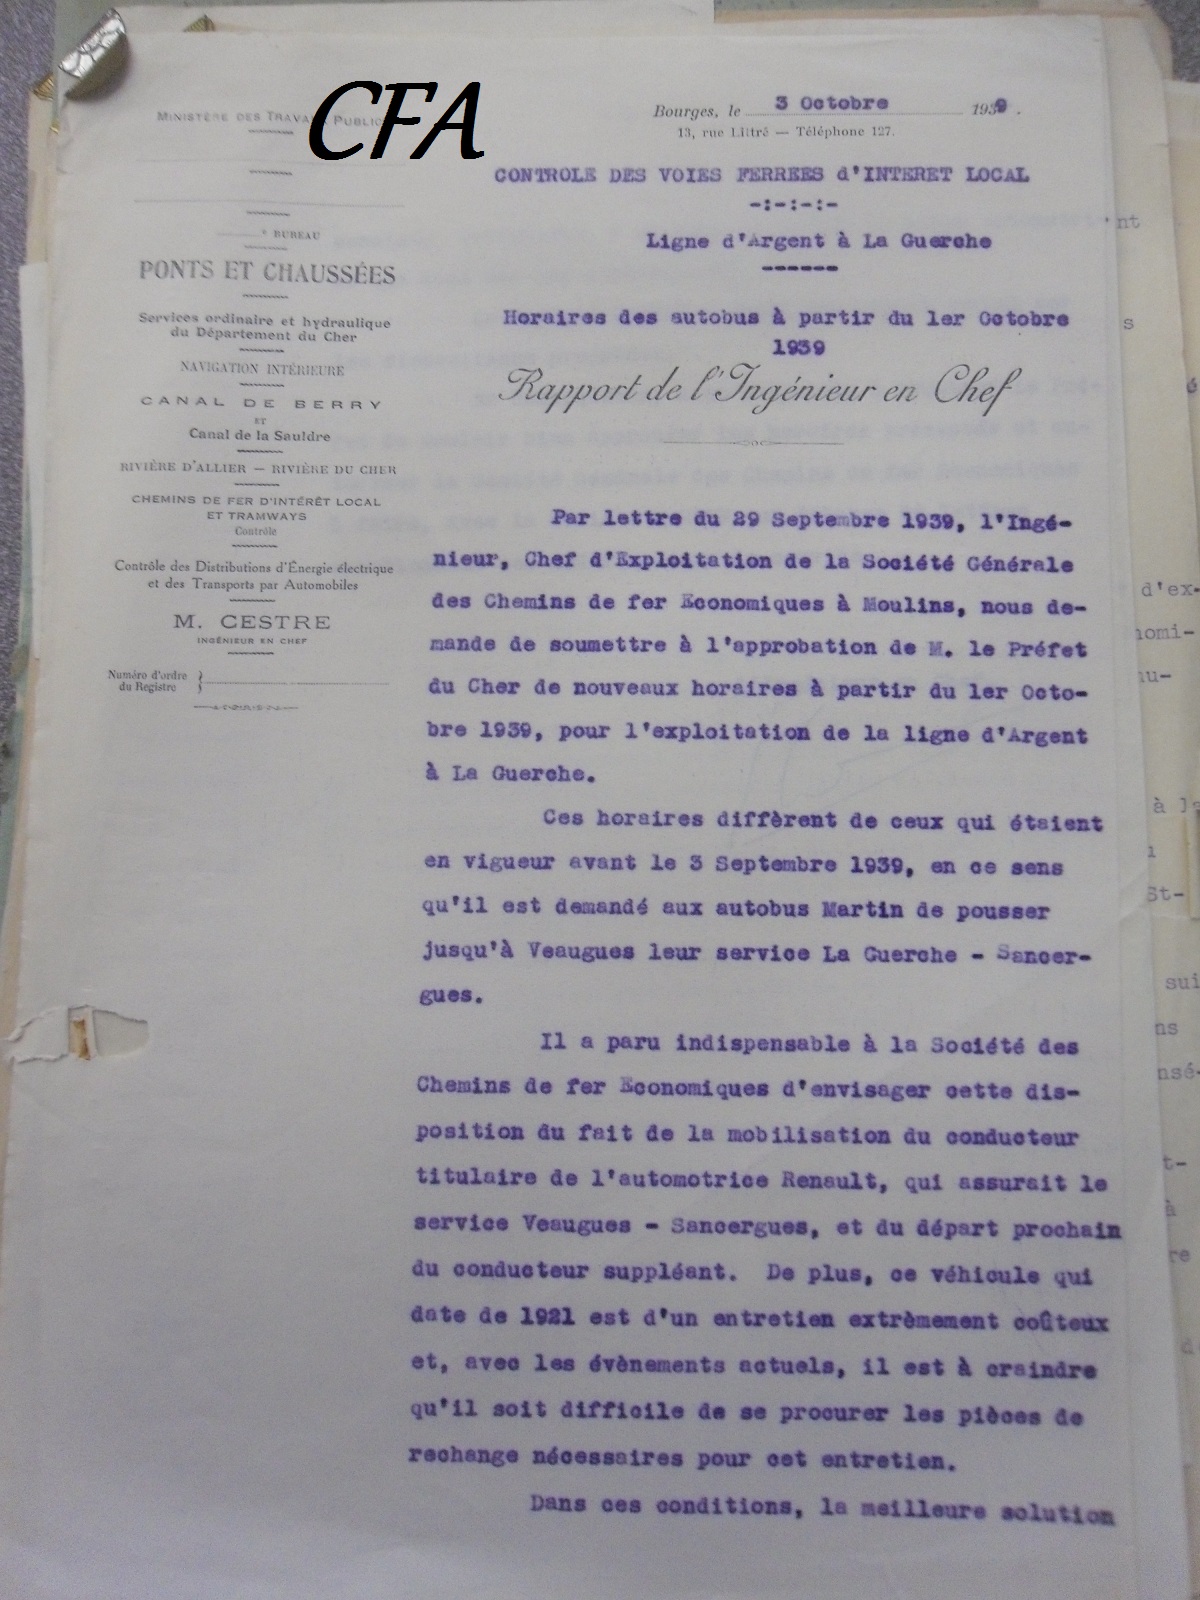 CFA
MINISTÈRE DES TRAVAUX PUBLICS
° BUREAU
PONTS ET CHAUSSÉES
Services ordinaire et hydraulique
du Département du Cher
NAVIGATION INTÉRIEURE
CANAL DE BERRY
ET
Canal de la Sauldre
RIVIÈRE D'ALLIER — RIVIÈRE DU CHER
CHEMINS DE FER D'INTÉRÊT LOCAL
ET TRAMWAYS
Contrôle
Contrôle des Distributions d'Énergie électrique
et des Transports par Automobiles
M. CESTRE
INGÉNIEUR EN CHEF
Numéro d'ordre
du Registre
Bourges, le 3 Octobre 1939.
13, rue Littré — Téléphone 127.
CONTROLE DES VOIES FERREES d'INTERET LOCAL
-:-:-:-
Ligne d'Argent à La Guerche
-------
Horaires des autobus à partir du 1er Octobre
1939
Rapport de l'Ingénieur en Chef
Par lettre du 29 Septembre 1939, l'Ingé-
nieur, Chef d'Exploitation de la Société Générale
des Chemins de fer Economiques à Moulins, nous de-
mande de soumettre à l'approbation de M. le Préfet
du Cher de nouveaux horaires à partir du 1er Octo-
bre 1939, pour l'exploitation de la ligne d'Argent
à La Guerche.
Ces horaires diffèrent de ceux qui étaient
en vigueur avant le 3 Septembre 1939, en ce sens
qu'il est demandé aux autobus Martin de pousser
jusqu'à Veaugues leur service La Guerche - Sancer-
gues.
Il a paru indispensable à la Société des
Chemins de fer Economiques d'envisager cette dis-
position du fait de la mobilisation du conducteur
titulaire de l'automotrice Renault, qui assurait le
service Veaugues - Sancergues, et du départ prochain
du conducteur suppléant. De plus, ce véhicule qui
date de 1921 est d'un entretien extrèmement coûteux
et, avec les évènements actuels, il est à craindre
qu'il soit difficile de se procurer les pièces de
rechange nécessaires pour cet entretien.
Dans ces conditions, la meilleure solution